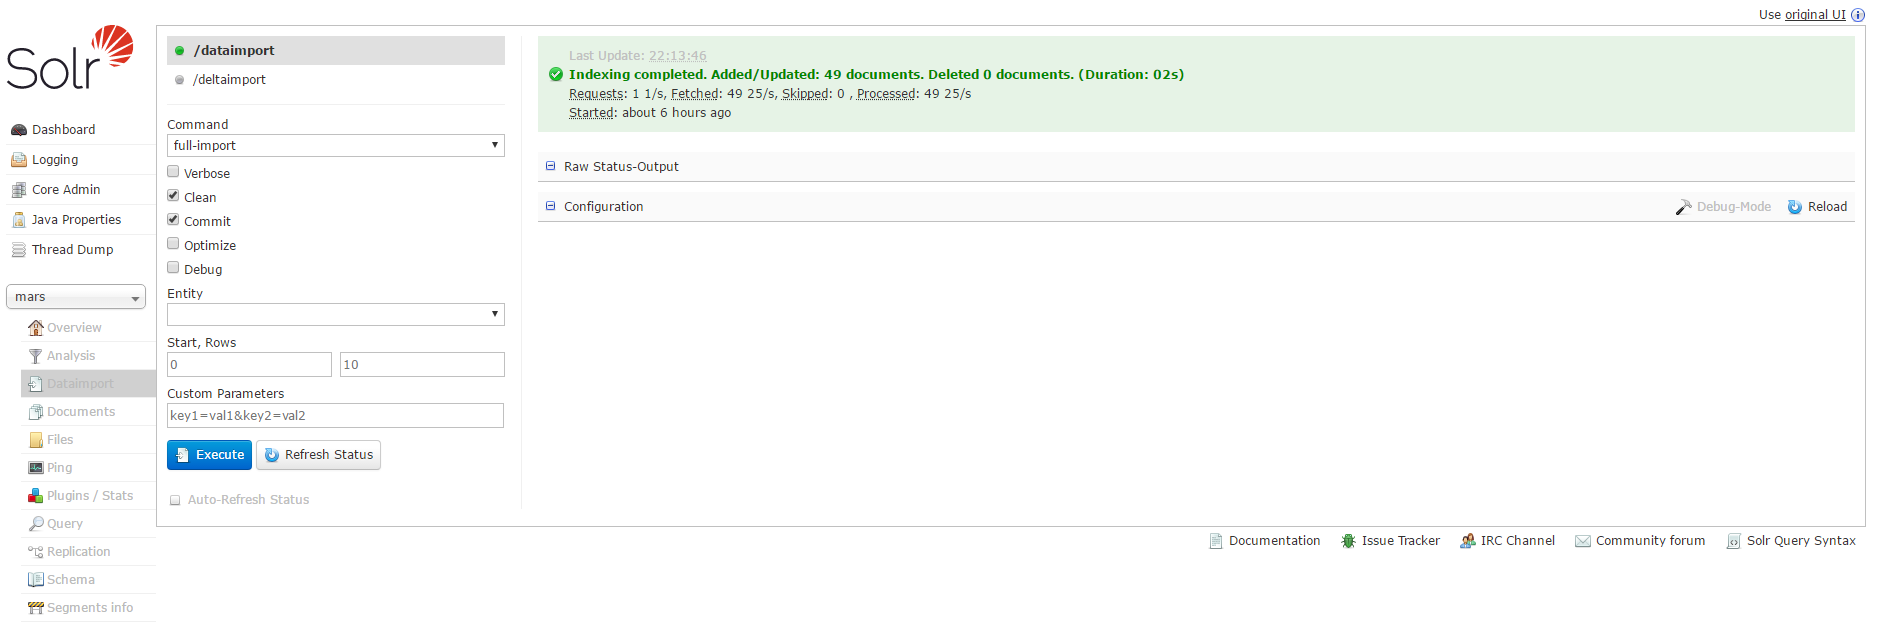 Use original UI
Solr
Dashboard
Logging
Core Admin
Java Properties
Thread Dump
mars
Overview
Analysis
Dataimport
Documents
Files
Ping
Plugins / Stats
Query
Replication
Schema
Segments info
/dataimport
/deltaimport
Command
full-import
Verbose
Clean
Commit
Optimize
Debug
Entity
Start, Rows
0 10
Custom Parameters
key1=val1&key2=val2
Execute Refresh Status
Auto-Refresh Status
Last Update: 22:13:46
Indexing completed. Added/Updated: 49 documents. Deleted 0 documents. (Duration: 02s)
Requests: 1 1/s, Fetched: 49 25/s, Skipped: 0 , Processed: 49 25/s
Started: about 6 hours ago
Raw Status-Output
Configuration Debug-Mode Reload
Documentation Issue Tracker IRC Channel Community forum Solr Query Syntax